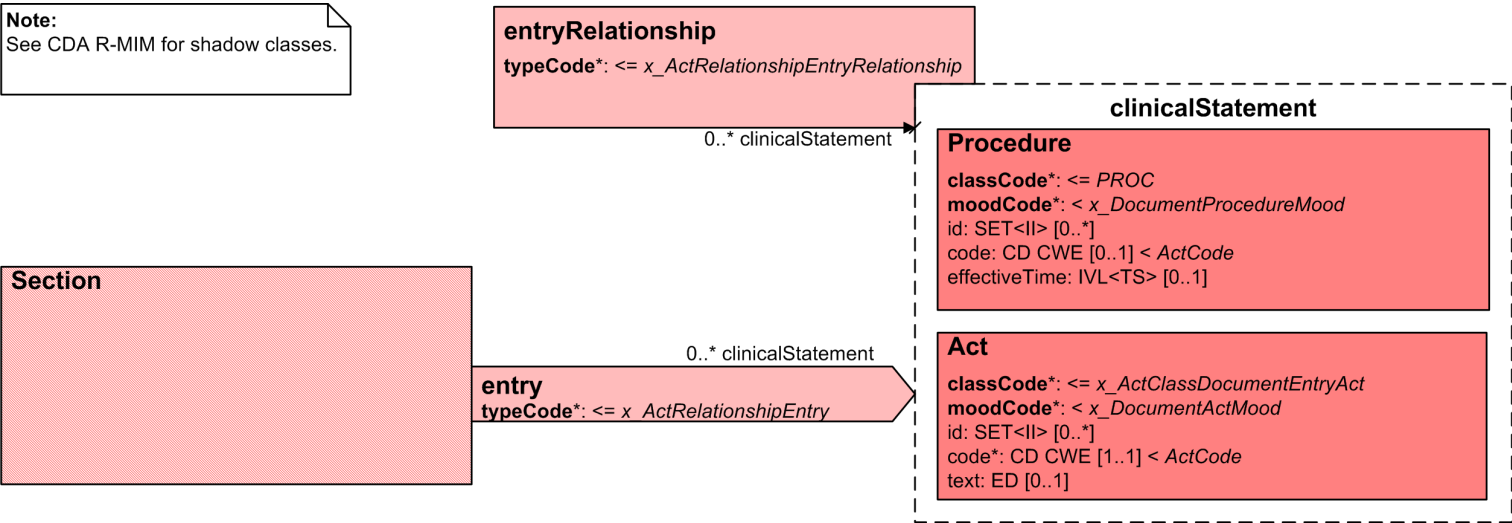 Note:
See CDA R-MIM for shadow classes.
entryRelationship
typeCode*: <= x_ActRelationshipEntryRelationship
0..* clinicalStatement
clinicalStatement
Procedure
classCode*: <= PROC
moodCode*: < x_DocumentProcedureMood
id: SET<II> [0..*]
code: CD CWE [0..1] < ActCode
effectiveTime: IVL<TS> [0..1]
Section
0..* clinicalStatement
entry
typeCode*: <= x_ActRelationshipEntry
Act
classCode*: <= x_ActClassDocumentEntryAct
moodCode*: < x_DocumentActMood
id: SET<II> [0..*]
code*: CD CWE [1..1] < ActCode
text: ED [0..1]